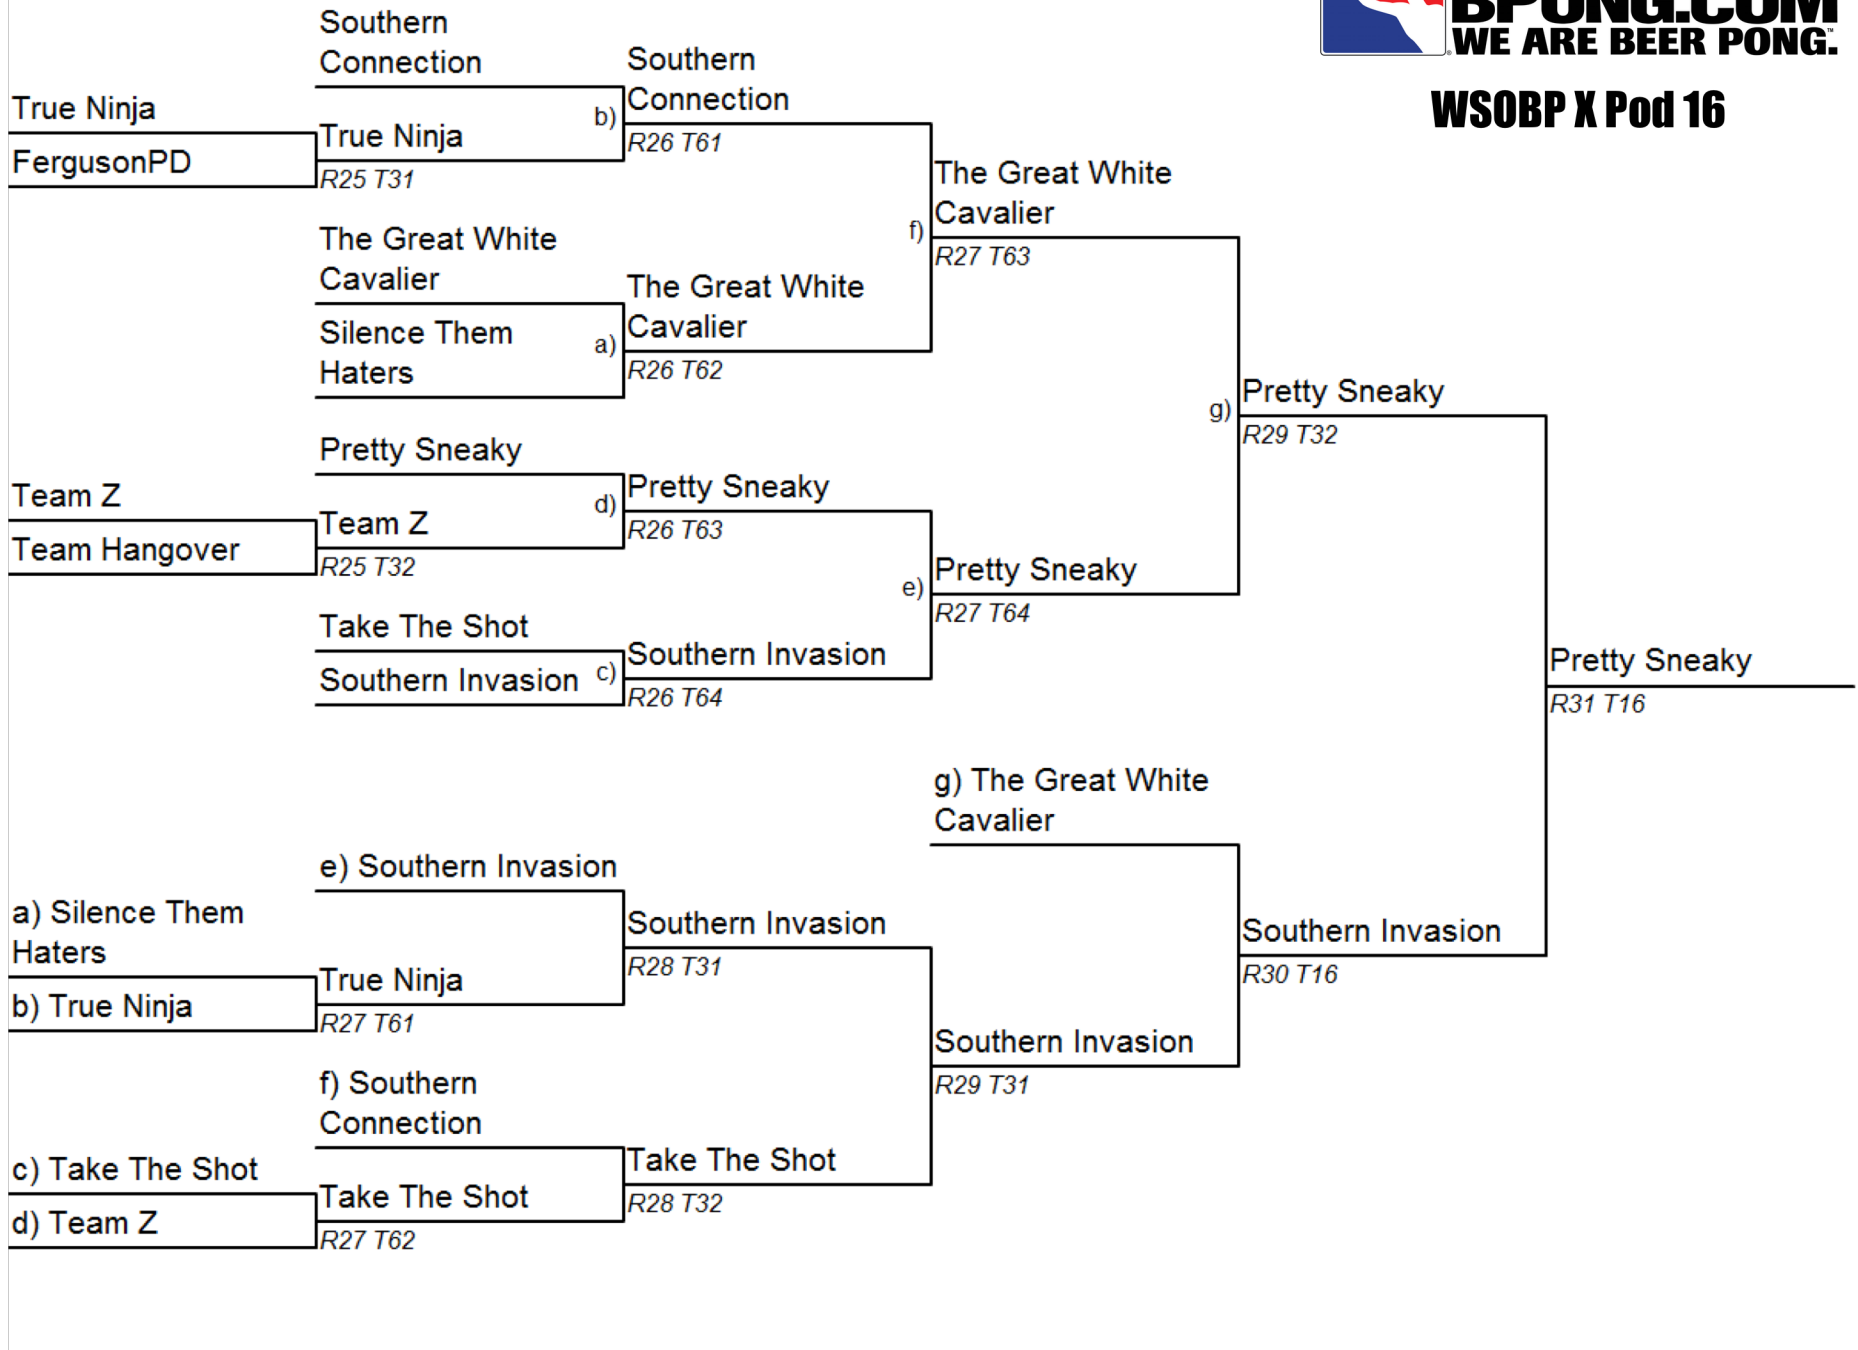 BPONG.COM
WE ARE BEER PONG.™
WSOBP X Pod 16
True Ninja
FergusonPD
Southern
Connection
True Ninja
R25 T31
b)
Southern
Connection
R26 T61
The Great White
Cavalier
Silence Them
Haters
a)
The Great White
Cavalier
R26 T62
f)
The Great White
Cavalier
R27 T63
Team Z
Team Hangover
Pretty Sneaky
Team Z
R25 T32
d)
Pretty Sneaky
R26 T63
Take The Shot
Southern Invasion
c)
Southern Invasion
R26 T64
e)
Pretty Sneaky
R27 T64
g)
Pretty Sneaky
R29 T32
Pretty Sneaky
R31 T16
a) Silence Them
Haters
b) True Ninja
e) Southern Invasion
True Ninja
R27 T61
Southern Invasion
R28 T31
c) Take The Shot
d) Team Z
f) Southern
Connection
Take The Shot
R27 T62
Take The Shot
R28 T32
g) The Great White
Cavalier
Southern Invasion
R29 T31
Southern Invasion
R30 T16